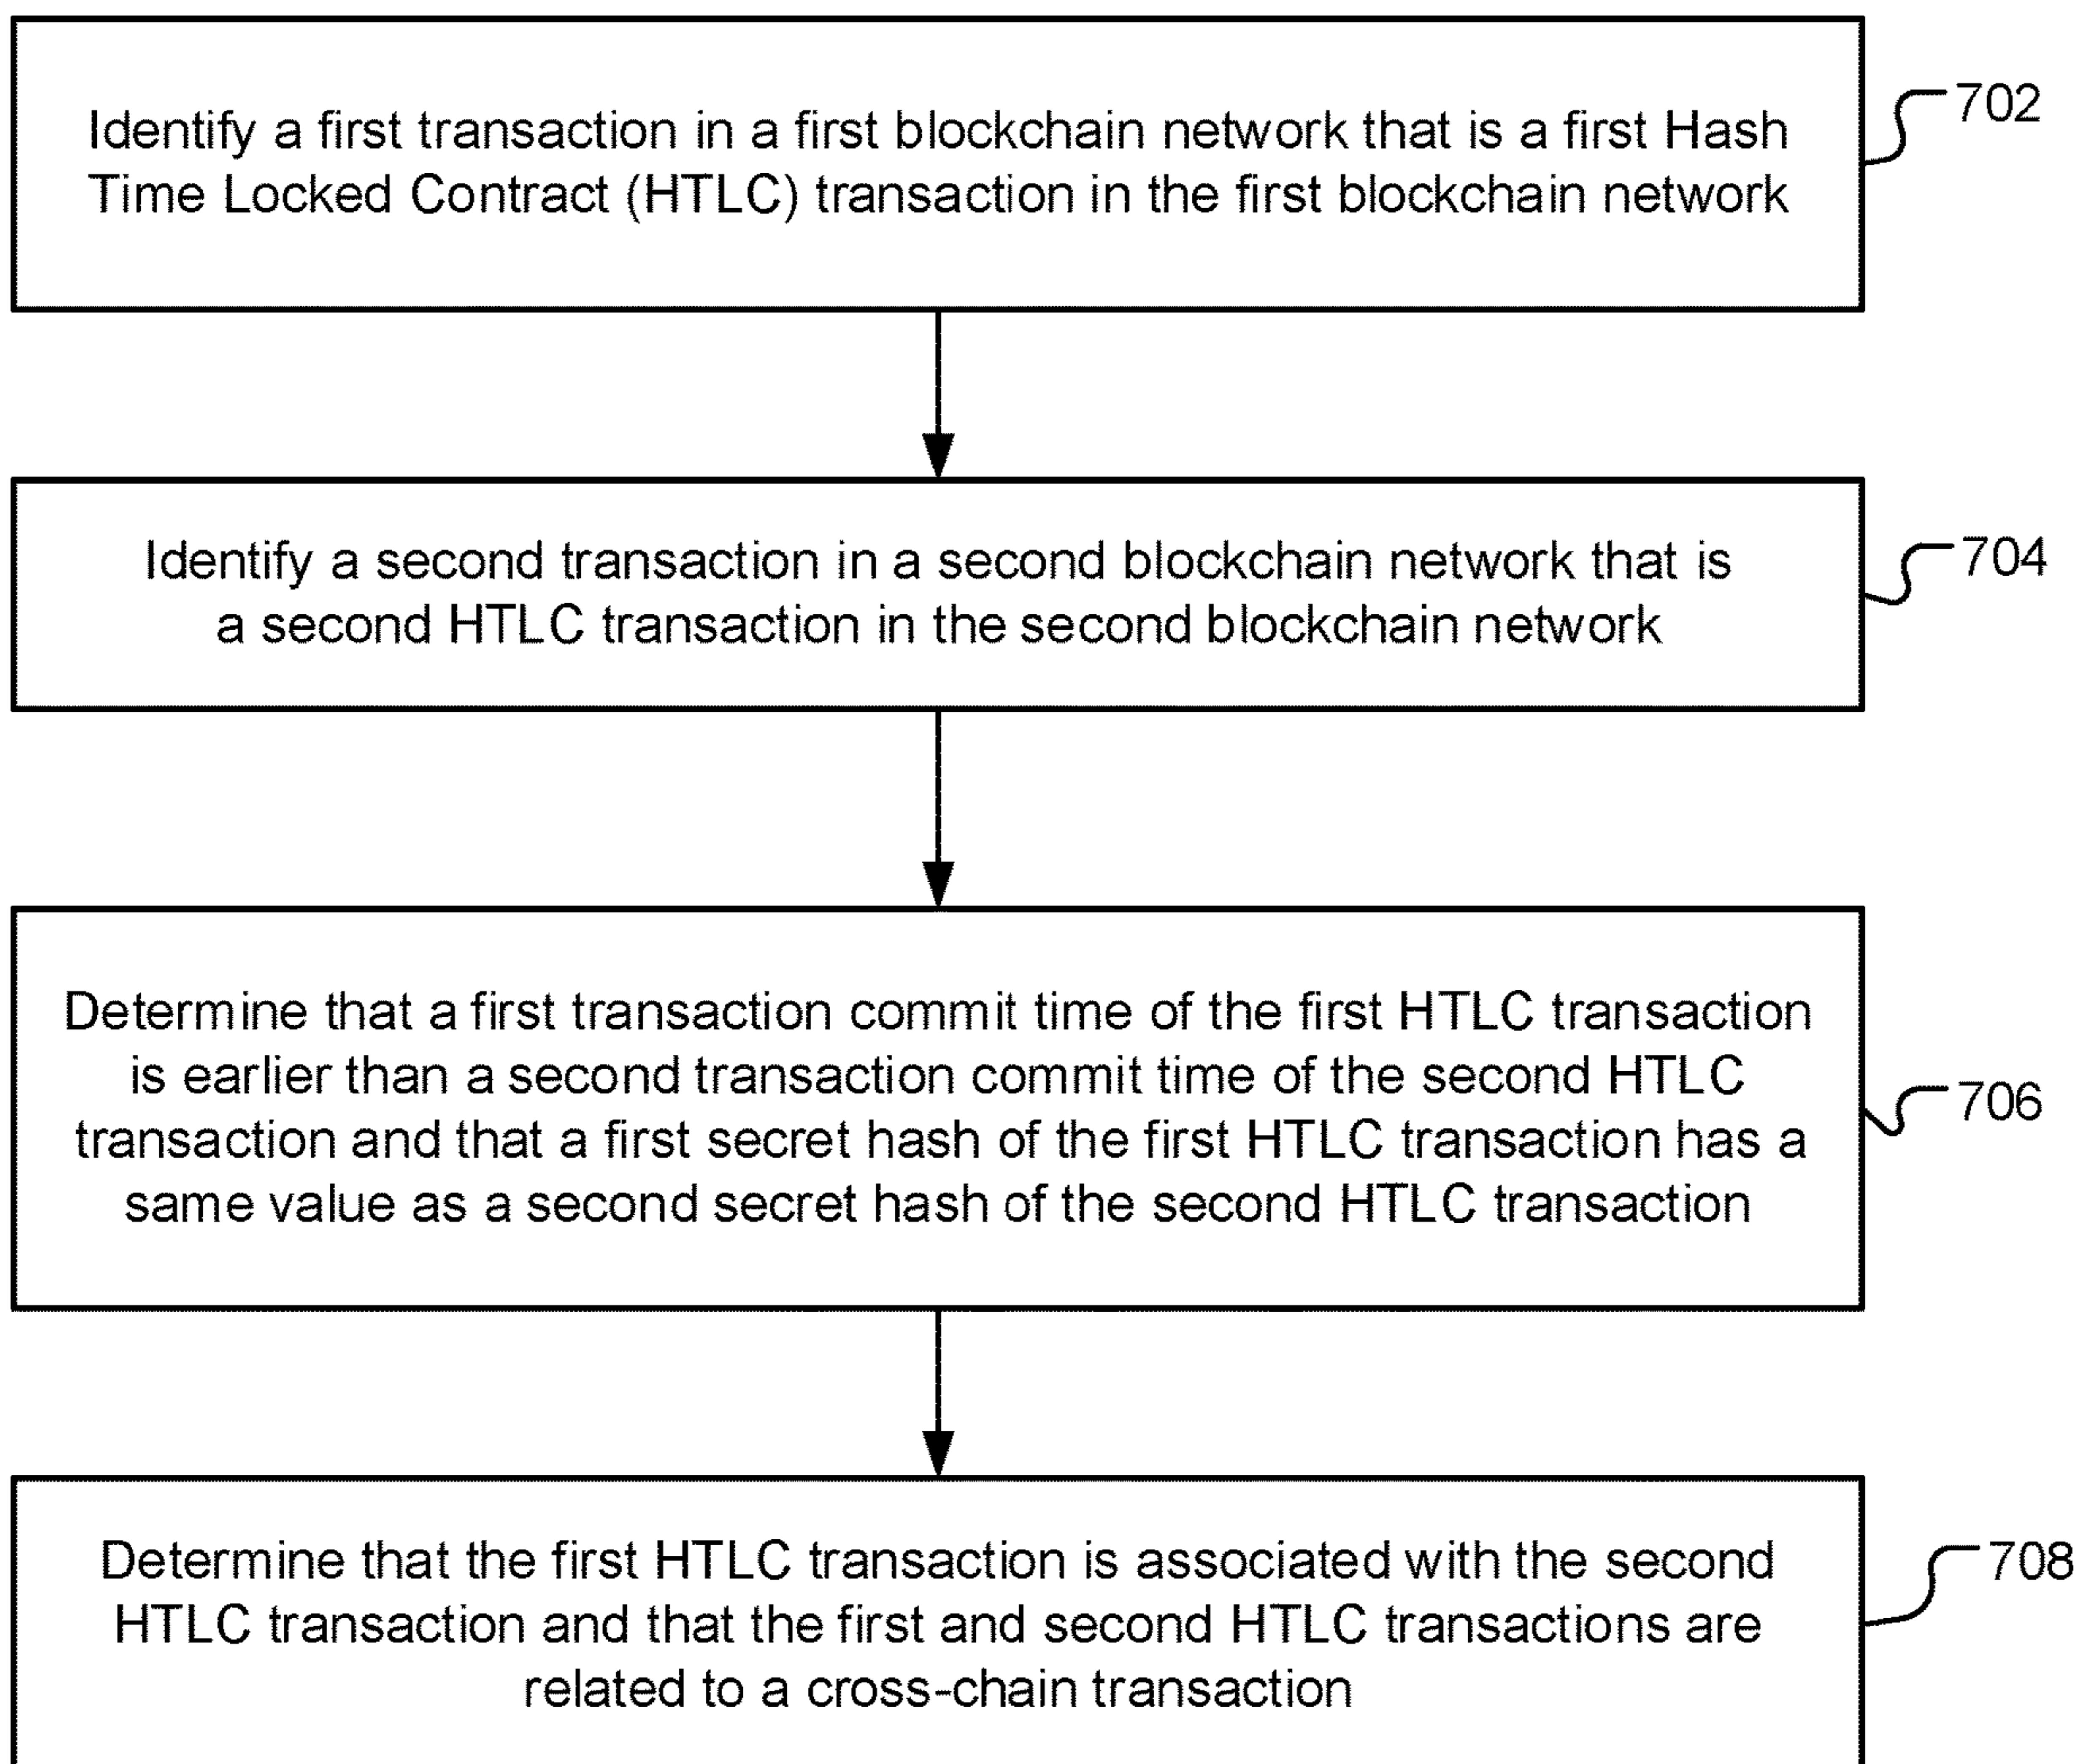 Identify a first transaction in a first blockchain network that is a first Hash
Time Locked Contract (HTLC) transaction in the first blockchain network
702
Identify a second transaction in a second blockchain network that is
a second HTLC transaction in the second blockchain network
704
Determine that a first transaction commit time of the first HTLC transaction
is earlier than a second transaction commit time of the second HTLC
transaction and that a first secret hash of the first HTLC transaction has a
same value as a second secret hash of the second HTLC transaction
706
Determine that the first HTLC transaction is associated with the second
HTLC transaction and that the first and second HTLC transactions are
related to a cross-chain transaction
708